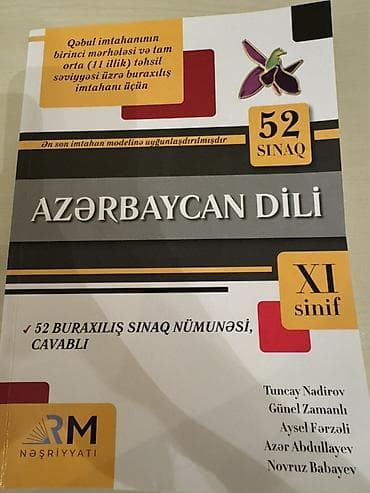 Qəbul imtahanının
birinci mərhələsi və tam
orta (11 illik) təhsil
səviyyəsi üzrə buraxılış
imtahanı üçün
Ən son imtahan modelinə uyğunlaşdırılmışdır
52
SINAQ
AZƏRBAYCAN DİLİ
XI
sinif
✓ 52 BURAXILIŞ SINAQ NÜMUNƏSİ,
CAVABLI
Tuncay Nadirov
Günel Zamanlı
Aysel Fərzəli
Azər Abdullayev
Novruz Babayev
RM
NƏŞRİYYATI